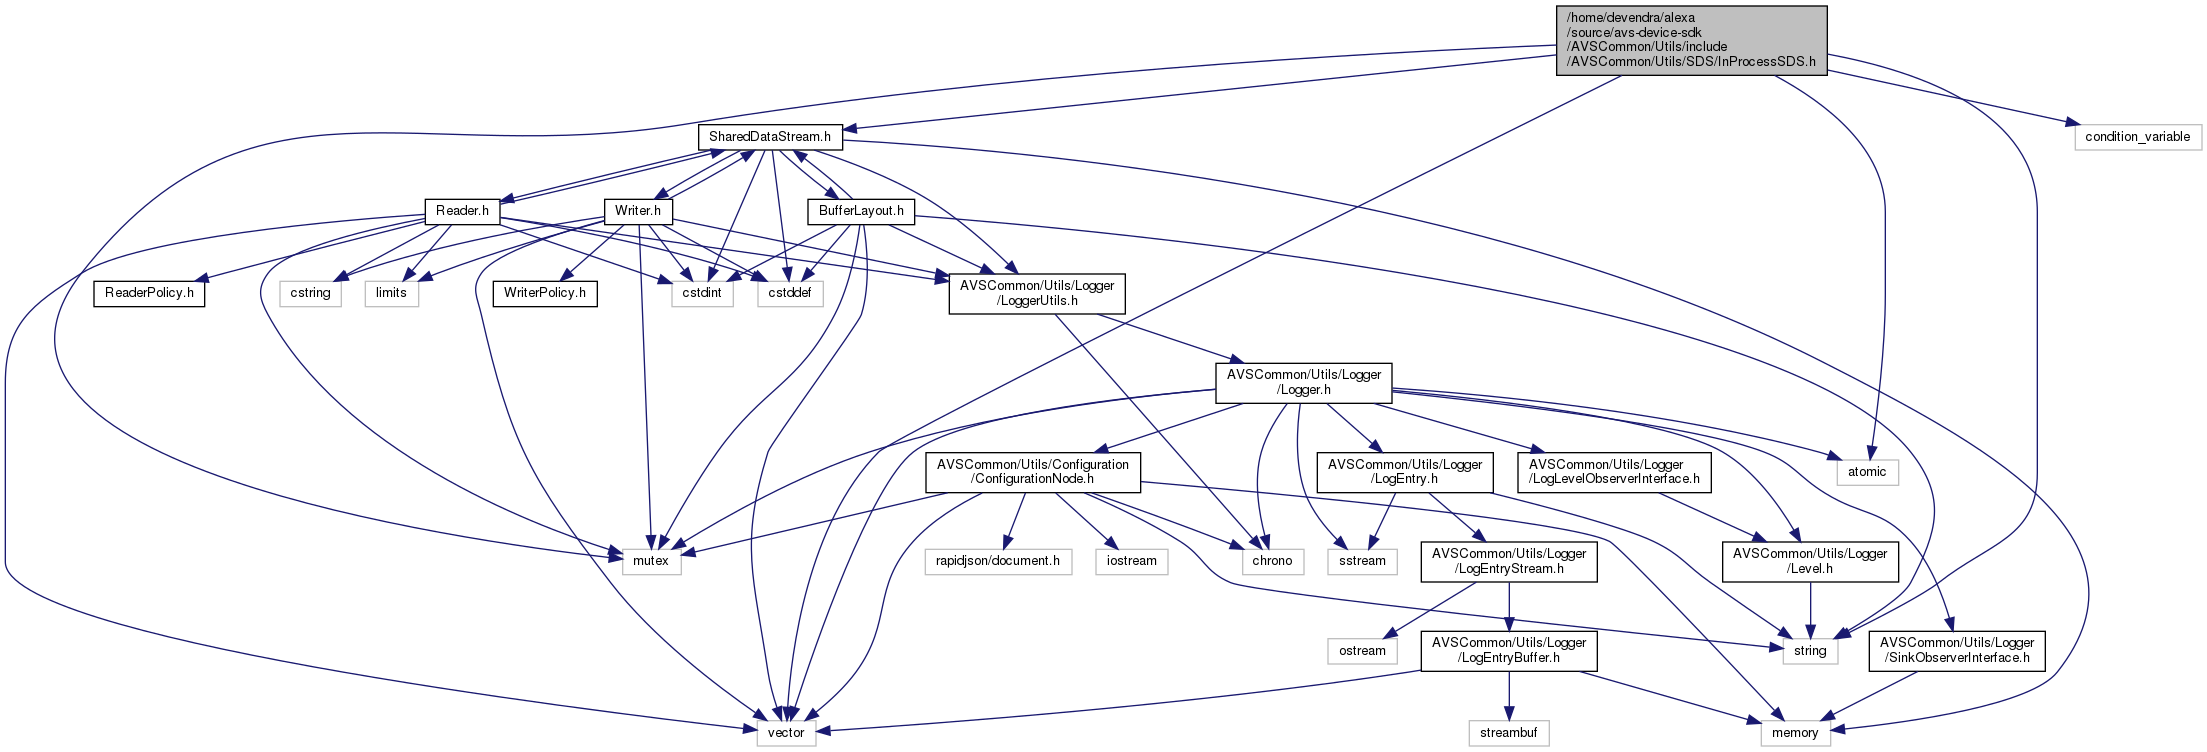 /home/devendra/alexa
/source/avs-device-sdk
/AVSCommon/Utils/include
/AVSCommon/Utils/SDS/InProcessSDS.h
SharedDataStream.h
condition_variable
Reader.h
Writer.h
BufferLayout.h
ReaderPolicy.h
cstring
limits
WriterPolicy.h
cstdint
cstddef
AVSCommon/Utils/Logger
/LoggerUtils.h
AVSCommon/Utils/Logger
/Logger.h
AVSCommon/Utils/Configuration
/ConfigurationNode.h
AVSCommon/Utils/Logger
/LogEntry.h
AVSCommon/Utils/Logger
/LogLevelObserverInterface.h
atomic
mutex
rapidjson/document.h
iostream
chrono
sstream
AVSCommon/Utils/Logger
/LogEntryStream.h
AVSCommon/Utils/Logger
/Level.h
ostream
AVSCommon/Utils/Logger
/LogEntryBuffer.h
string
AVSCommon/Utils/Logger
/SinkObserverInterface.h
vector
streambuf
memory